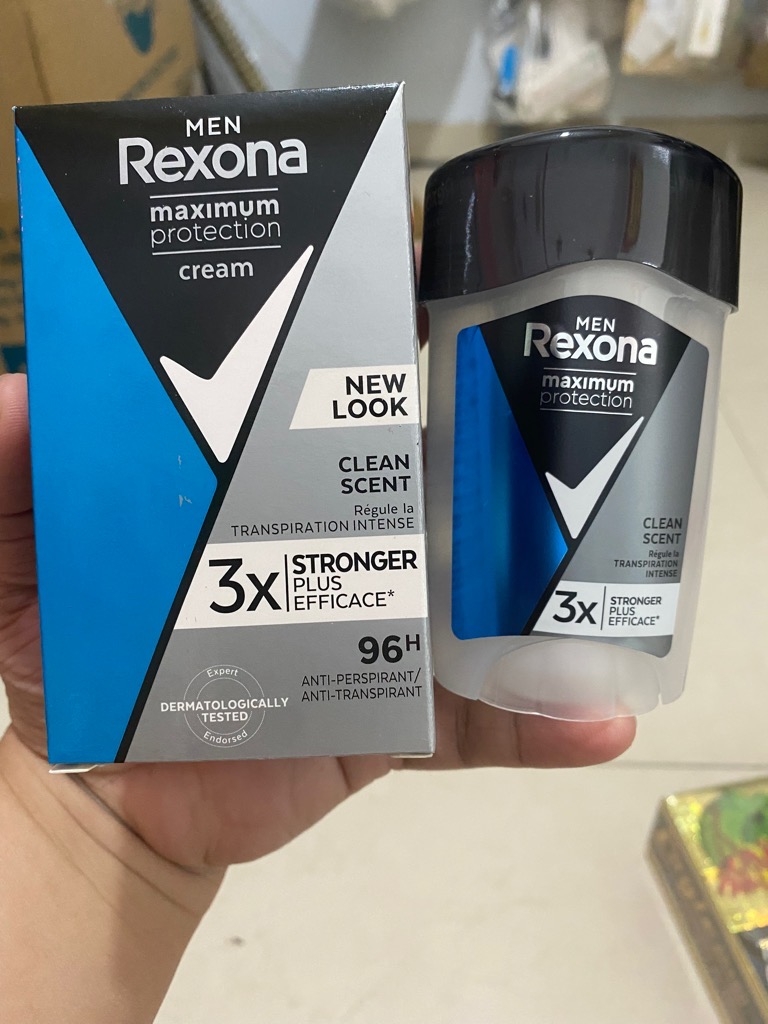 MEN
Rexona
maximum
protection
cream
NEW
LOOK
CLEAN
SCENT
Régule la
TRANSPIRATION INTENSE
3x
STRONGER
PLUS
EFFICACE*
96H
ANTI-PERSPIRANT/
ANTI-TRANSPIRANT
Expert
DERMATOLOGICALLY
TESTED
Endorsed
MEN
Rexona
maximum
protection
CLEAN
SCENT
Régule la
TRANSPIRATION
INTENSE
3x
STRONGER
PLUS
EFFICACE*